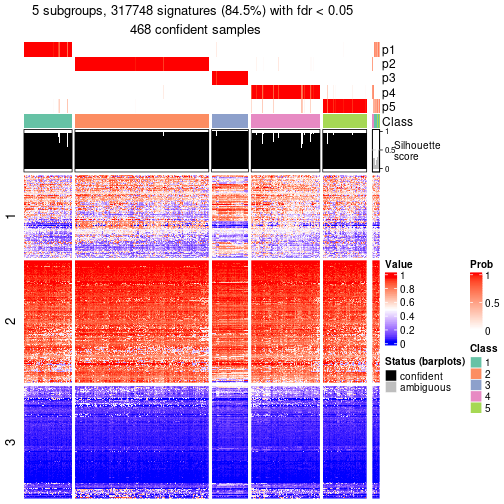 5 subgroups, 317748 signatures (84.5%) with fdr < 0.05
468 confident samples
p1
p2
p3
p4
p5
Class
1
0.5
0
Silhouette
score
1
2
3
Value
1
0.8
0.6
0.4
0.2
0
Status (barplots)
confident
ambiguous
Prob
1
0.5
0
Class
1
2
3
4
5